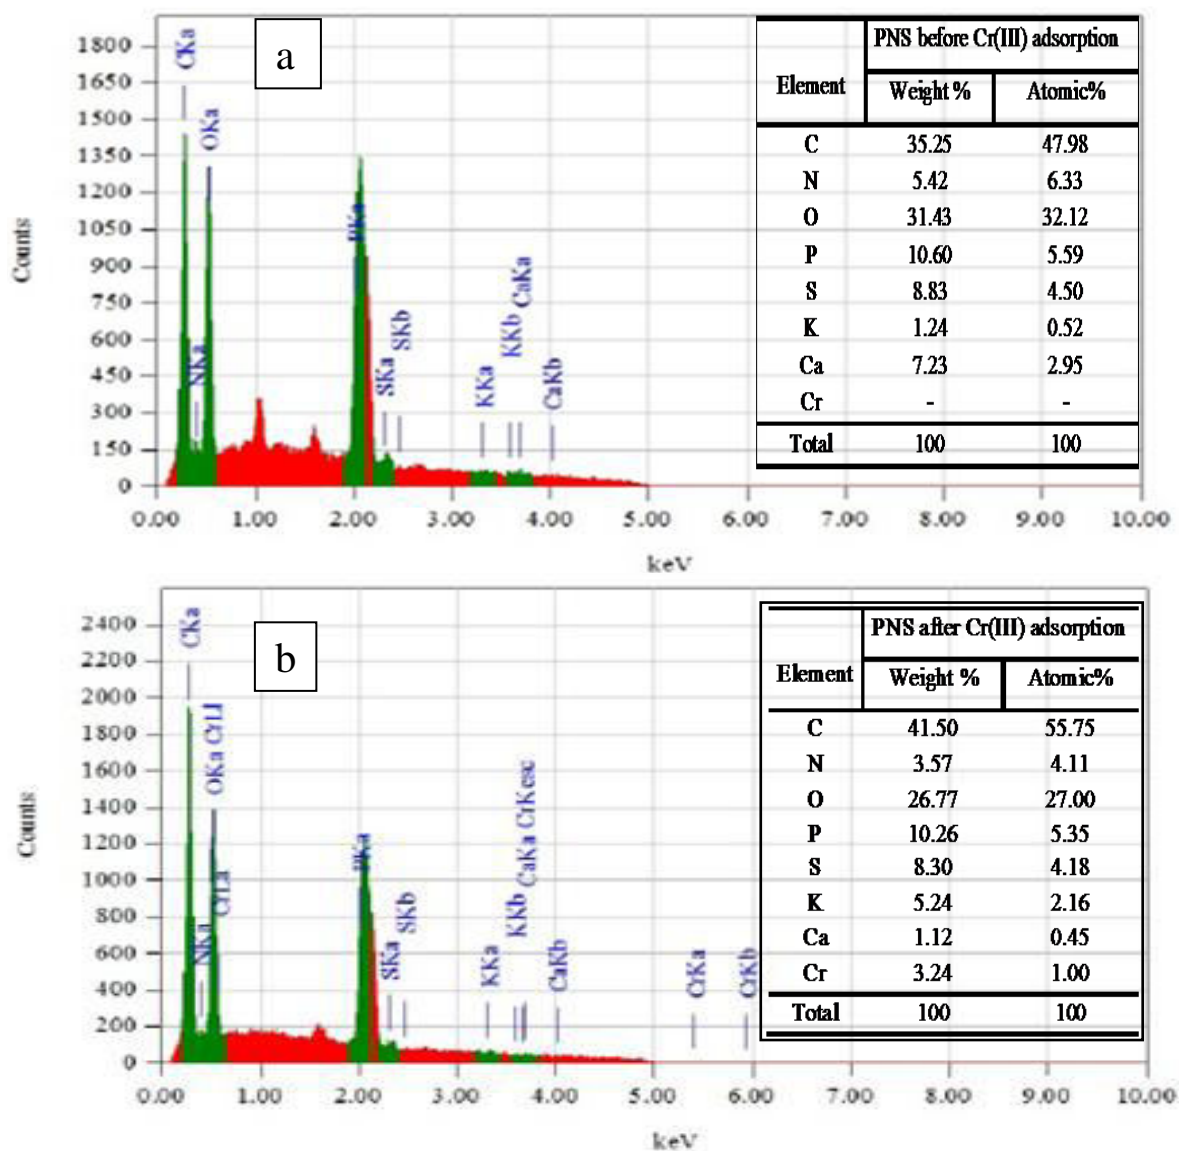 a
Counts
1800
1650
1500
1350
1200
1050
900
750
600
450
300
150
0
CKa
NKa
OKa
PKa
SKa
SKb
KKa
KKb
CaKa
CaKb
0.00 1.00 2.00 3.00 4.00 5.00 6.00 7.00 8.00 9.00 10.00
keV
PNS before Cr(III) adsorption
Element Weight % Atomic%
C 35.25 47.98
N 5.42 6.33
O 31.43 32.12
P 10.60 5.59
S 8.83 4.50
K 1.24 0.52
Ca 7.23 2.95
Cr - -
Total 100 100
b
Counts
2400
2200
2000
1800
1600
1400
1200
1000
800
600
400
200
0
CKa
NKa
OKa CrLl
CrLa
PKa
SKa
SKb
KKa
KKb
CaKa CrKesc
CaKb
CrKa
CrKb
0.00 1.00 2.00 3.00 4.00 5.00 6.00 7.00 8.00 9.00 10.00
keV
PNS after Cr(III) adsorption
Element Weight % Atomic%
C 41.50 55.75
N 3.57 4.11
O 26.77 27.00
P 10.26 5.35
S 8.30 4.18
K 5.24 2.16
Ca 1.12 0.45
Cr 3.24 1.00
Total 100 100